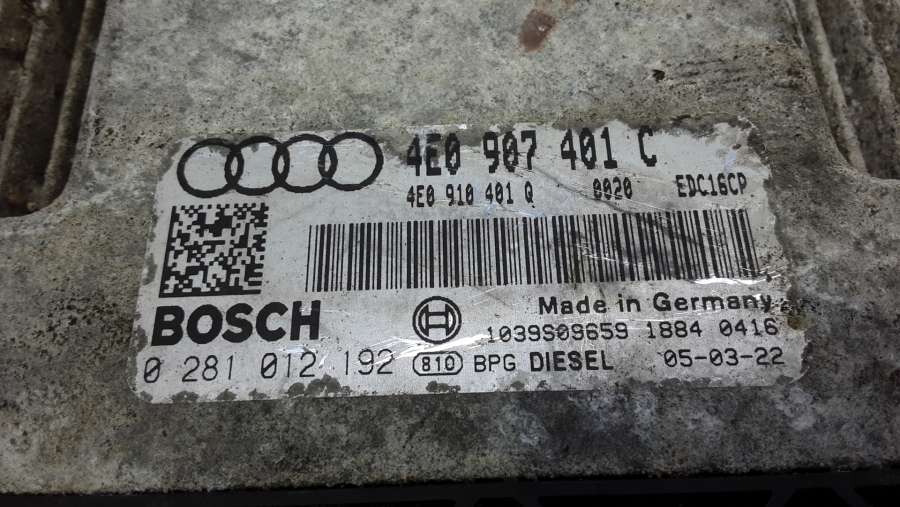 4E0 907 401 C
4E0 910 401 Q 0020 EDC16CP
BOSCH
Made in Germany
1039S09659 1884 0416
0 281 012 192 810 BPG DIESEL 05-03-22